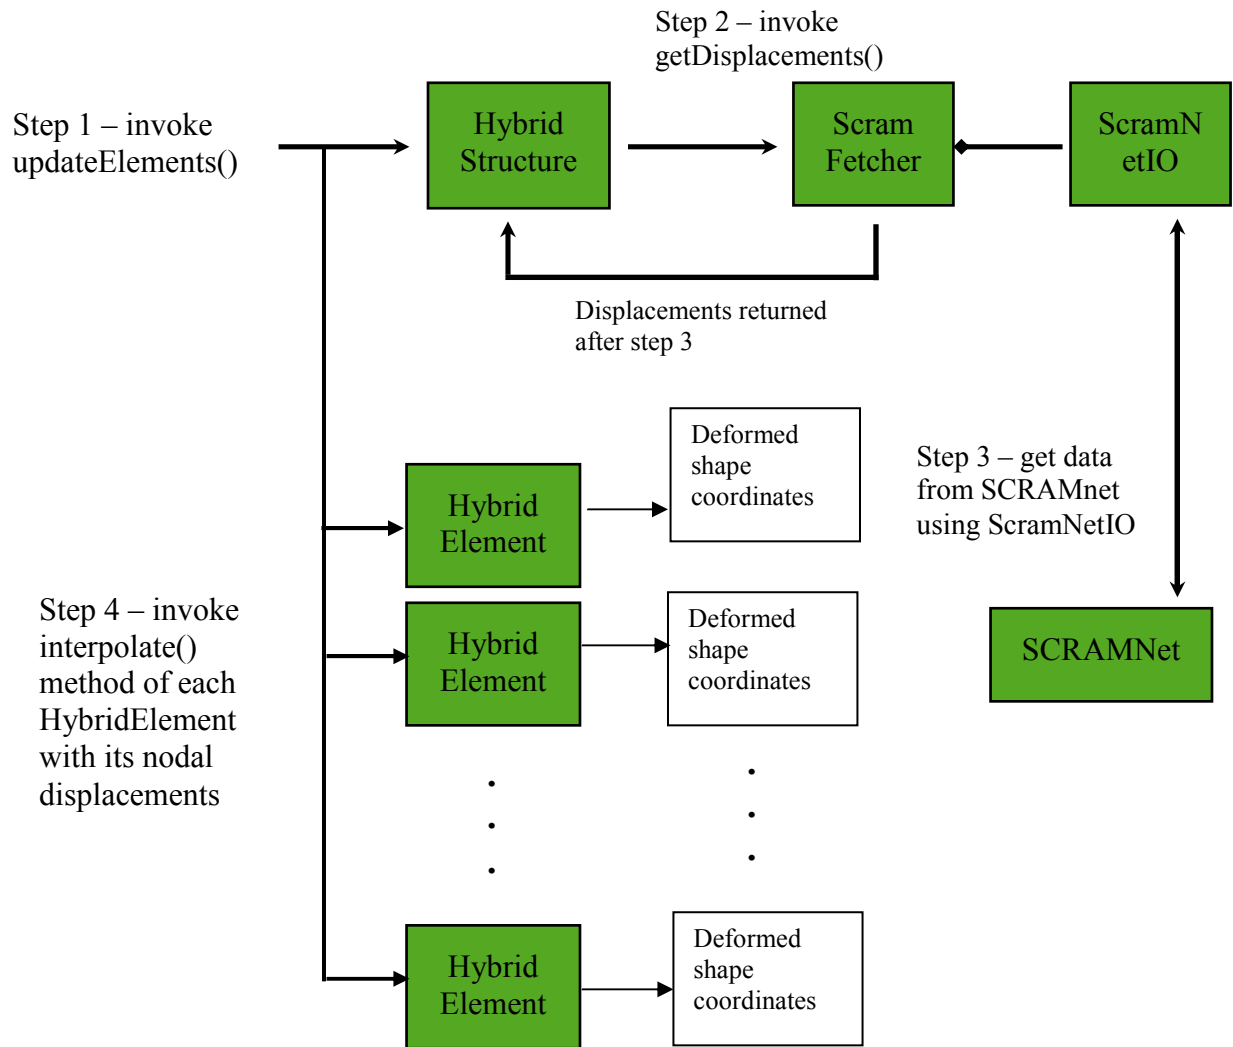 Step 2 – invoke
getDisplacements()
Step 1 – invoke
updateElements()
Hybrid
Structure
Scram
Fetcher
ScramN
etIO
Displacements returned
after step 3
Deformed
shape
coordinates
Hybrid
Element
Step 3 – get data
from SCRAMnet
using ScramNetIO
Step 4 – invoke
interpolate()
method of each
HybridElement
with its nodal
displacements
Hybrid
Element
Deformed
shape
coordinates
SCRAMNet
Hybrid
Element
Deformed
shape
coordinates